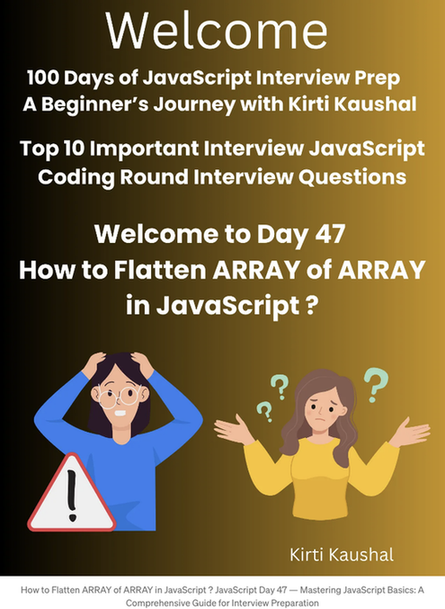 Welcome
100 Days of JavaScript Interview Prep
A Beginner's Journey with Kirti Kaushal
Top 10 Important Interview JavaScript
Coding Round Interview Questions
Welcome to Day 47
How to Flatten ARRAY of ARRAY
in JavaScript ?
? ? ?
!
Kirti Kaushal
How to Flatten ARRAY of ARRAY in JavaScript ? JavaScript Day 47 — Mastering JavaScript Basics: A
Comprehensive Guide for Interview Preparation